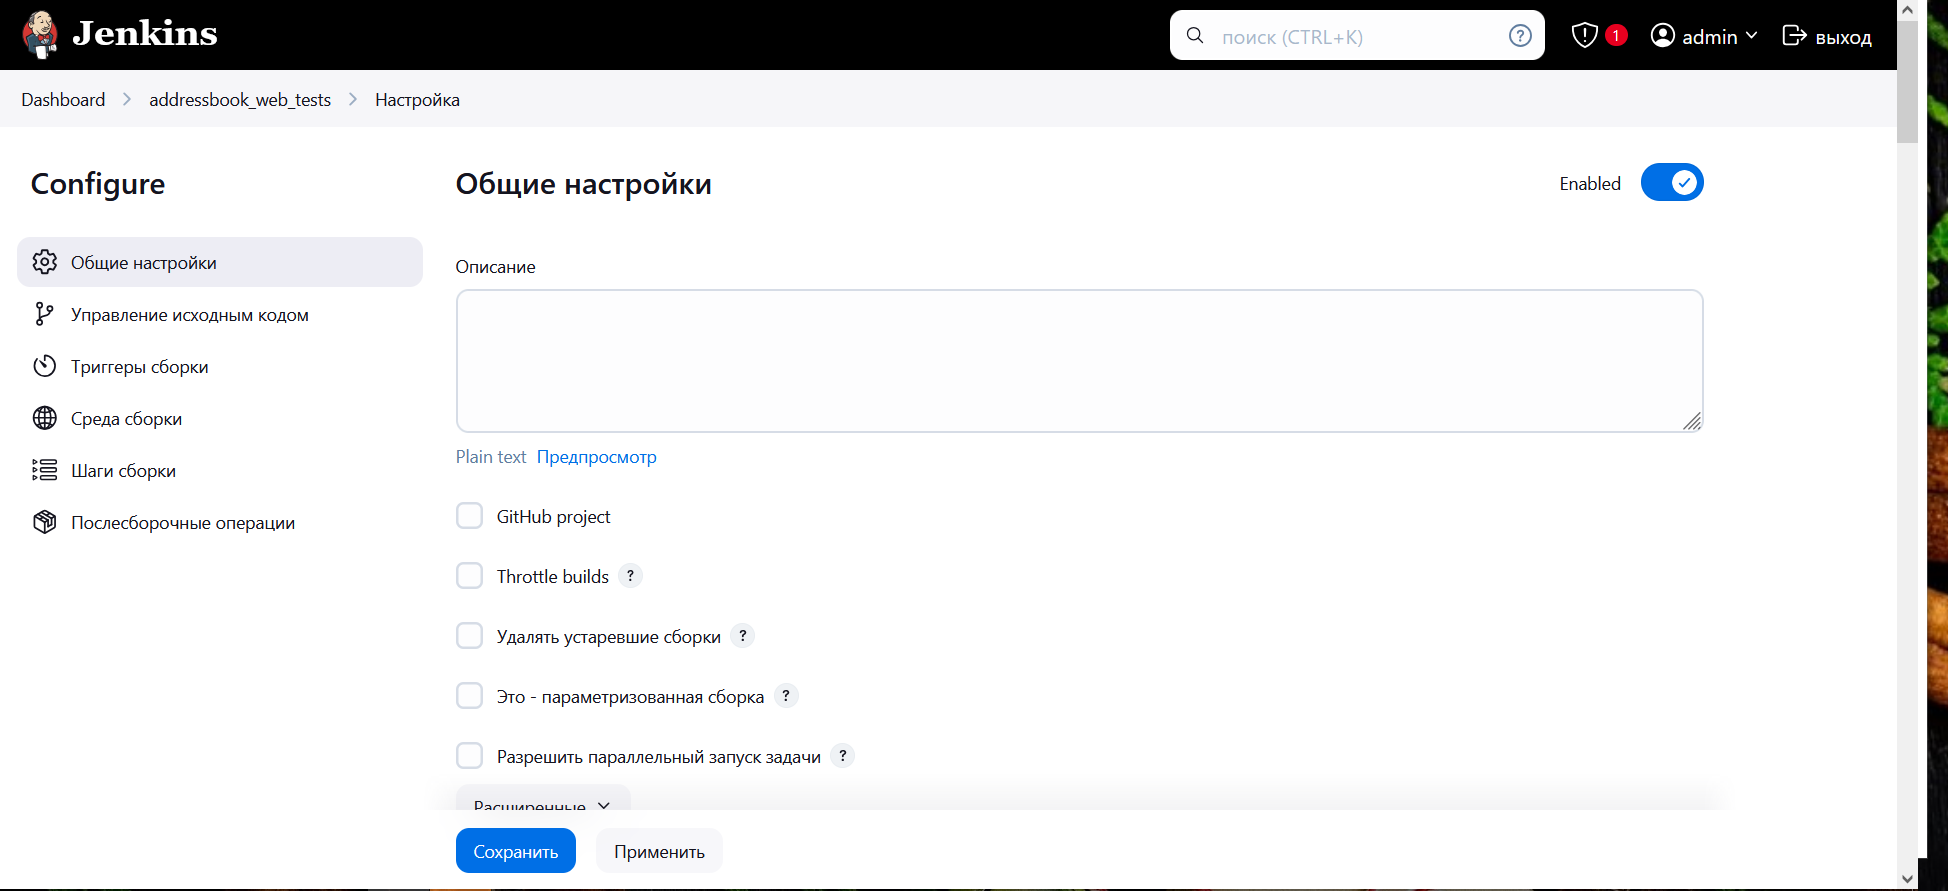 Jenkins
поиск (CTRL+K)
?
1
admin
выход
Dashboard
addressbook_web_tests
Настройка
Configure
Общие настройки
Управление исходным кодом
Триггеры сборки
Среда сборки
Шаги сборки
Послесборочные операции
Общие настройки
Enabled
Описание
Plain text Предпросмотр
GitHub project
Throttle builds ?
Удалять устаревшие сборки ?
Это - параметризованная сборка ?
Разрешить параллельный запуск задачи ?
Расширенные
Сохранить
Применить